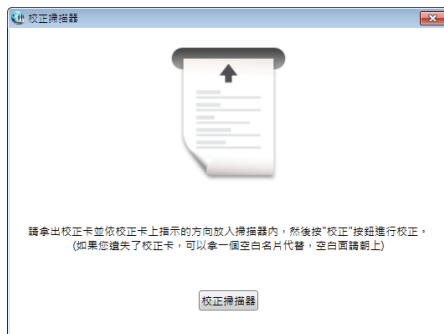 校正掃描器
請拿出校正卡並依校正卡上指示的方向放入掃描器內，然後按"校正"按鈕進行校正。
(如果您遺失了校正卡，可以拿一個空白名片代替，空白面請朝上)
校正掃描器